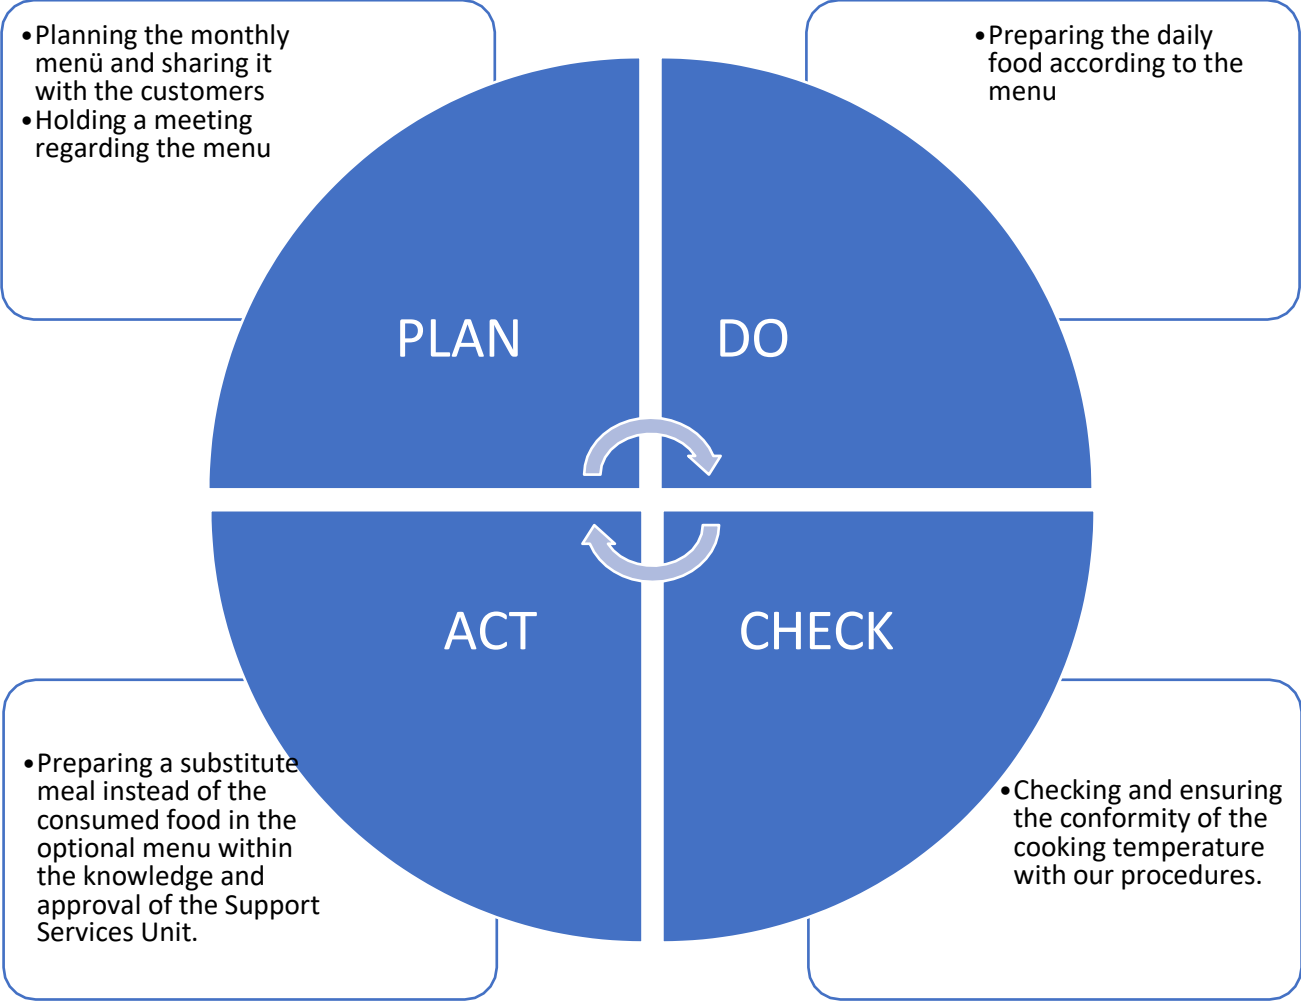 •Planning the monthly
menü and sharing it
with the customers
•Holding a meeting
regarding the menu
•Preparing the daily
food according to the
menu
PLAN
DO
ACT
CHECK
•Preparing a substitute
meal instead of the
consumed food in the
optional menu within
the knowledge and
approval of the Support
Services Unit.
•Checking and ensuring
the conformity of the
cooking temperature
with our procedures.